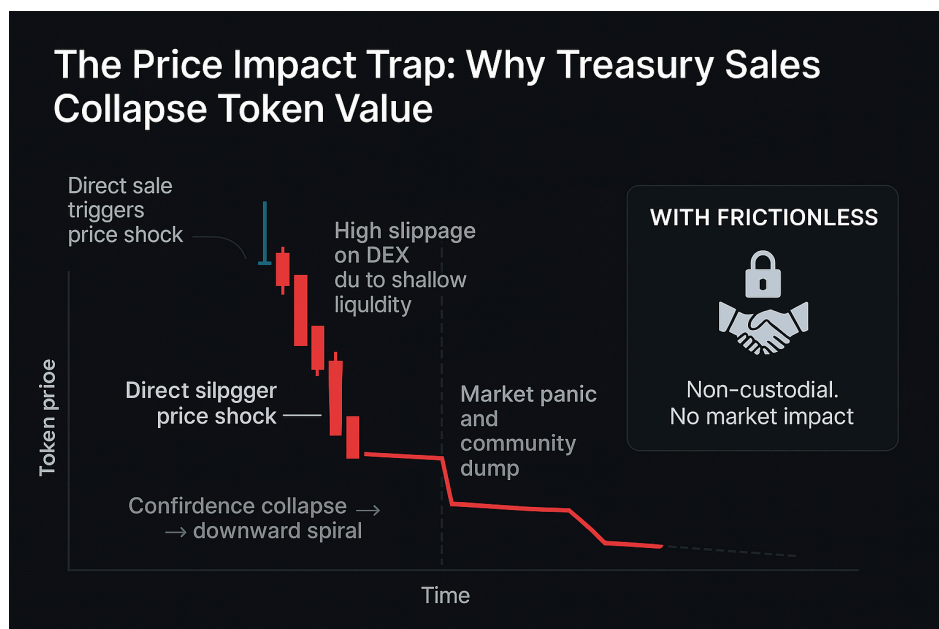 The Price Impact Trap: Why Treasury Sales
Collapse Token Value
Direct sale
triggers
price shock
High slippage
on DEX
du to shallow
liquldity
WITH FRICTIONLESS
Non-custodial.
No market impact
Direct silpgger
price shock
Market panic
and
community
dump
Confirdence collapse →
→ downward spiral
Token prioe
Time